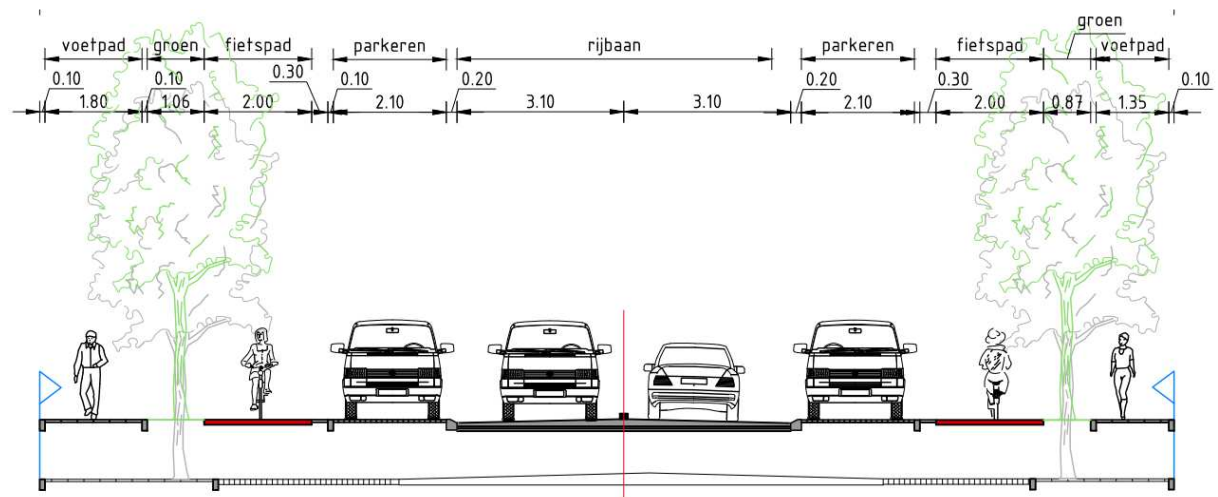 groen
voetpad groen fietspad parkeren rijbaan parkeren fietspad voetpad
0.10 0.10 0.30 0.10 0.20 0.20 0.30 0.10
1.80 1.06 2.00 2.10 3.10 3.10 2.10 2.00 0.87 1.35